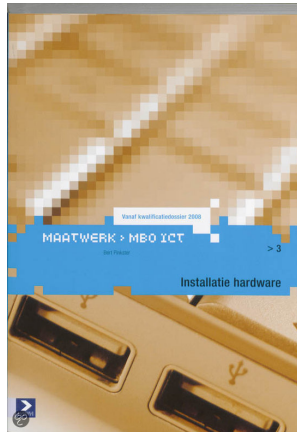 Vanaf kwalificatiedossier 2008
MAATWERK > MBO ICT
> 3
Installatie hardware